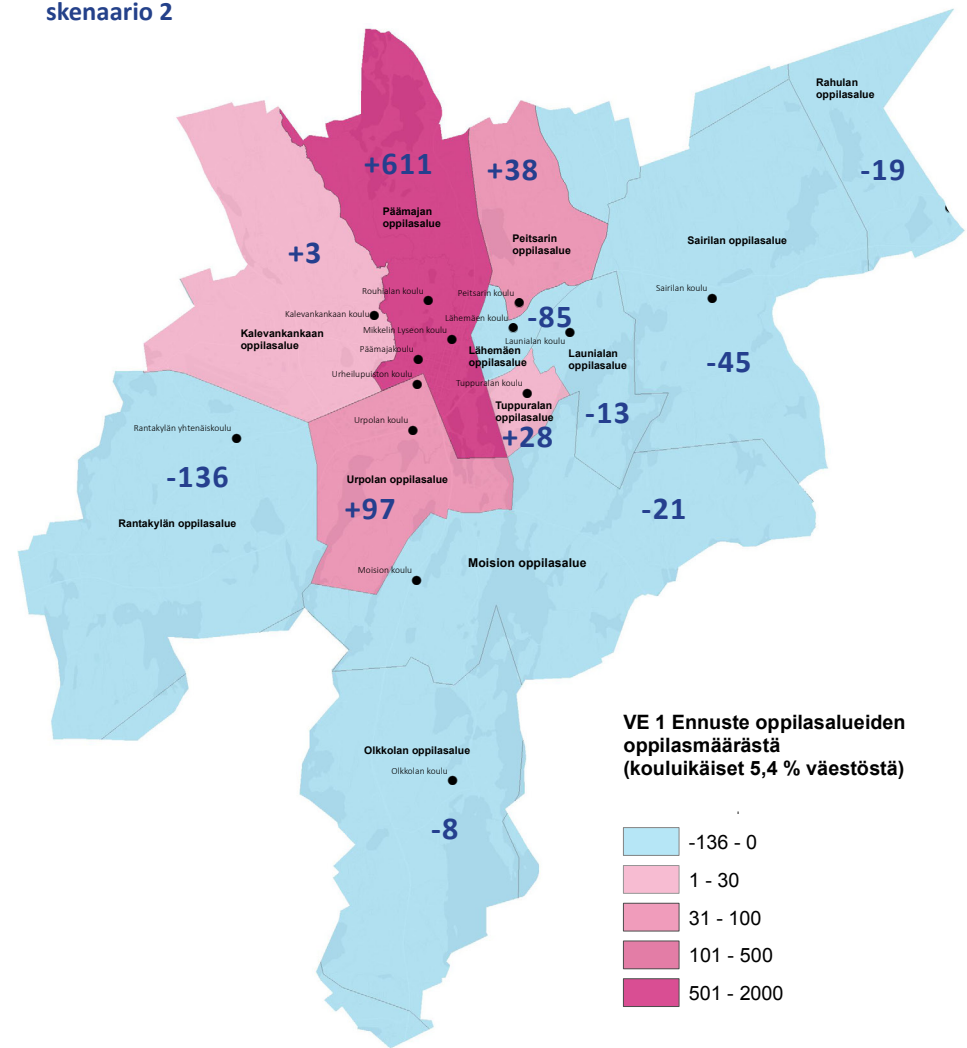 skenaario 2
Rahulan
oppilasalue
-19
+611
+38
Päämajan
oppilasalue
Peitsarin
oppilasalue
Sairilan oppilasalue
+3
Rouhialan koulu
Peitsarin koulu
Sairilan koulu
Kalevankankaan koulu
Lähemäen koulu
-85
Kalevankankaan
oppilasalue
Mikkelin Lyseon koulu
Launialan koulu
Päämajakoulu
Lähemäen
oppilasalue
Launialan
oppilasalue
-45
Urheilupuiston koulu
Tuppuralan koulu
Tuppuralan
oppilasalue
-13
+28
Urpolan koulu
Rantakylän yhtenäiskoulu
-136
Urpolan oppilasalue
+97
-21
Rantakylän oppilasalue
Moision koulu
Moision oppilasalue
Olkkolan oppilasalue
Olkkolan koulu
-8
VE 1 Ennuste oppilasalueiden
oppilasmäärästä
(kouluikäiset 5,4 % väestöstä)
-136 - 0
1 - 30
31 - 100
101 - 500
501 - 2000